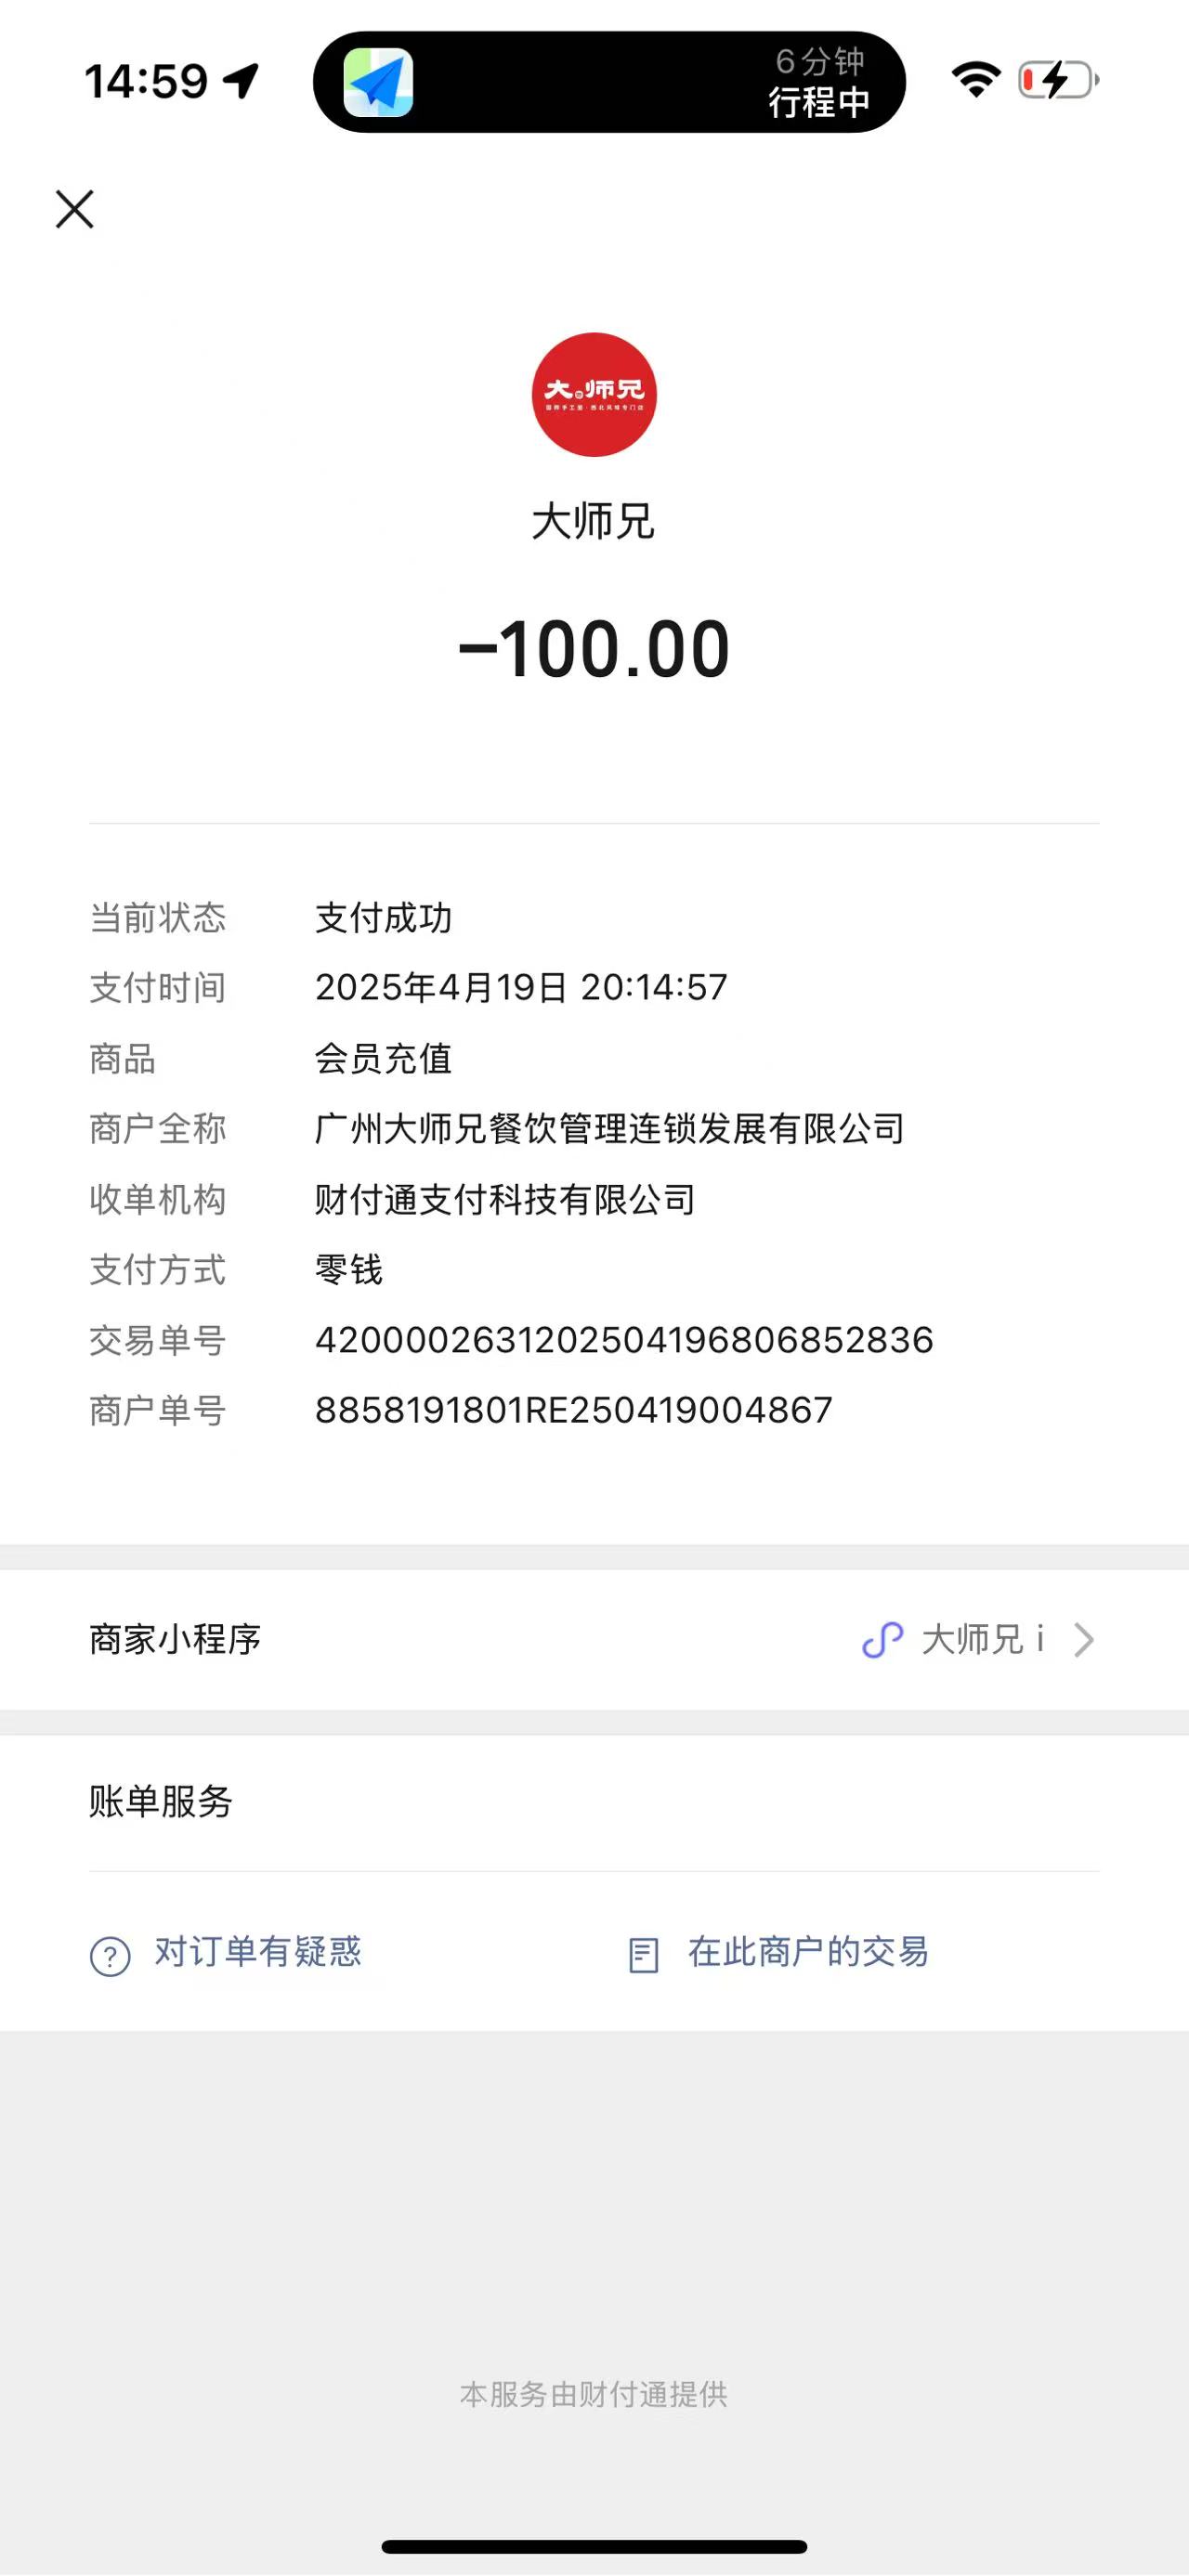 14:59
6分钟
行程中
大师兄
大师兄
-100.00
当前状态 支付成功
支付时间 2025年4月19日 20:14:57
商品 会员充值
商户全称 广州大师兄餐饮管理连锁发展有限公司
收单机构 财付通支付科技有限公司
支付方式 零钱
交易单号 4200002631202504196806852836
商户单号 8858191801RE250419004867
商家小程序 大师兄 i
账单服务
对订单有疑惑 在此商户的交易
本服务由财付通提供